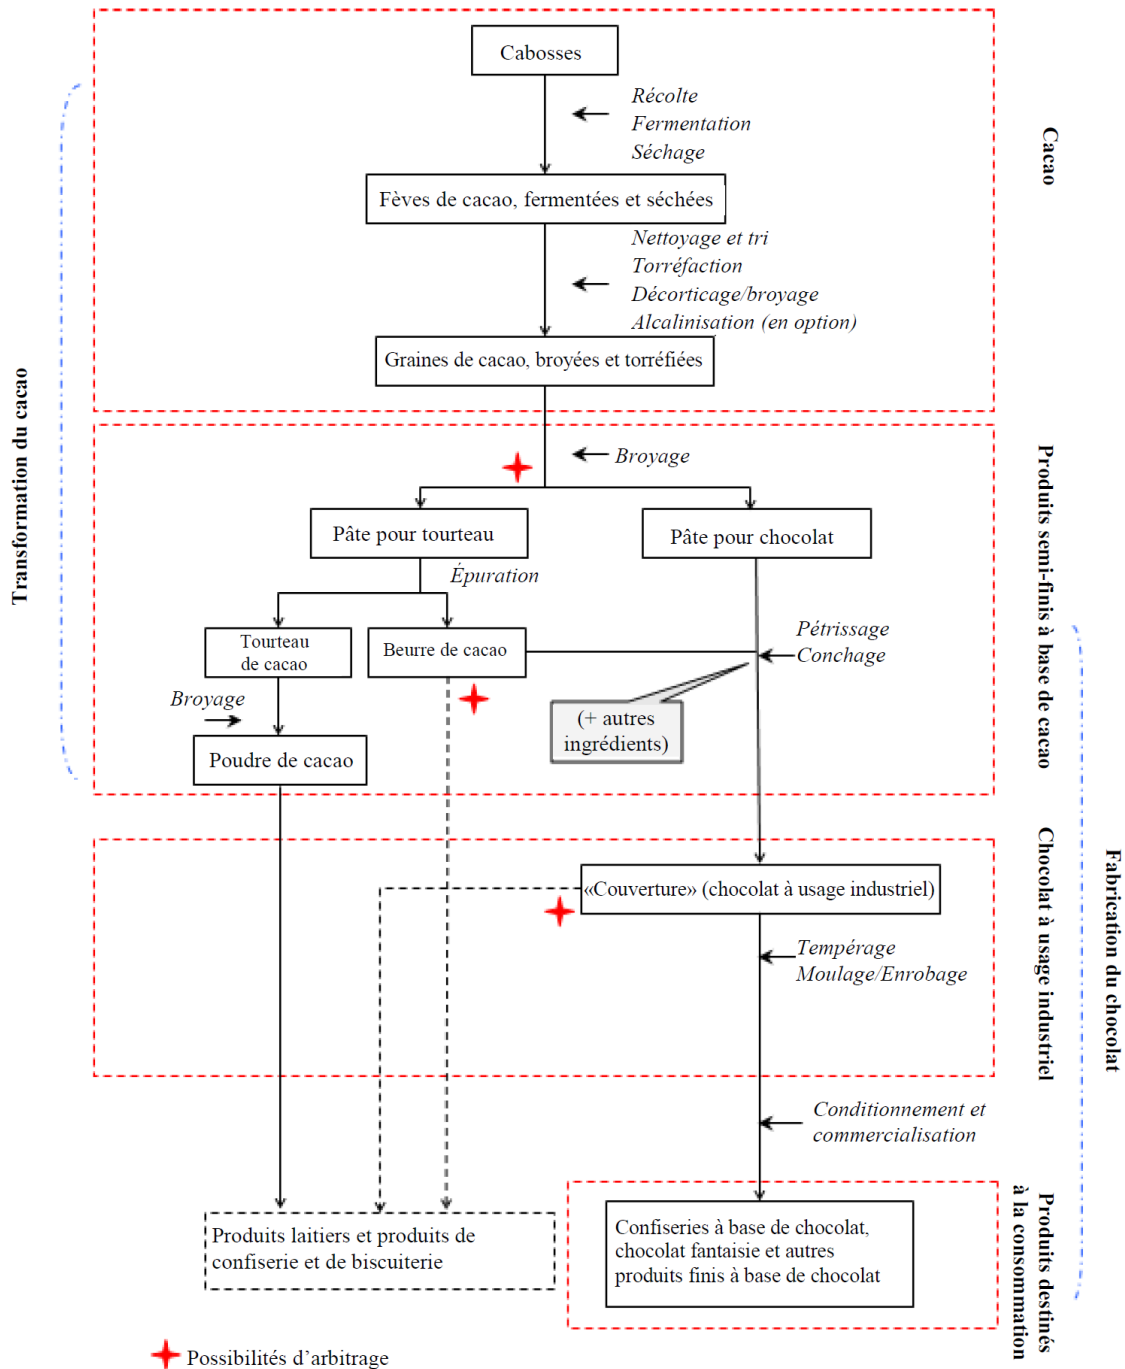 Cabosses
Récolte
Fermentation
Séchage
Cacao
Fèves de cacao, fermentées et séchées
Nettoyage et tri
Torréfaction
Décorticage/broyage
Alcalinisation (en option)
Graines de cacao, broyées et torréfiées
Transformation du cacao
Broyage
Produits semi-finis à base de cacao
Pâte pour tourteau
Pâte pour chocolat
Épuration
Tourteau
de cacao
Beurre de cacao
Pétrissage
Conchage
Broyage
(+ autres
ingrédients)
Poudre de cacao
Chocolat à usage industriel
Fabrication du chocolat
«Couverture» (chocolat à usage industriel)
Tempérage
Moulage/Enrobage
Conditionnement et
commercialisation
Produits destinés
à la consommation
Produits laitiers et produits de
confiserie et de biscuiterie
Confiseries à base de chocolat,
chocolat fantaisie et autres
produits finis à base de chocolat
Possibilités d’arbitrage